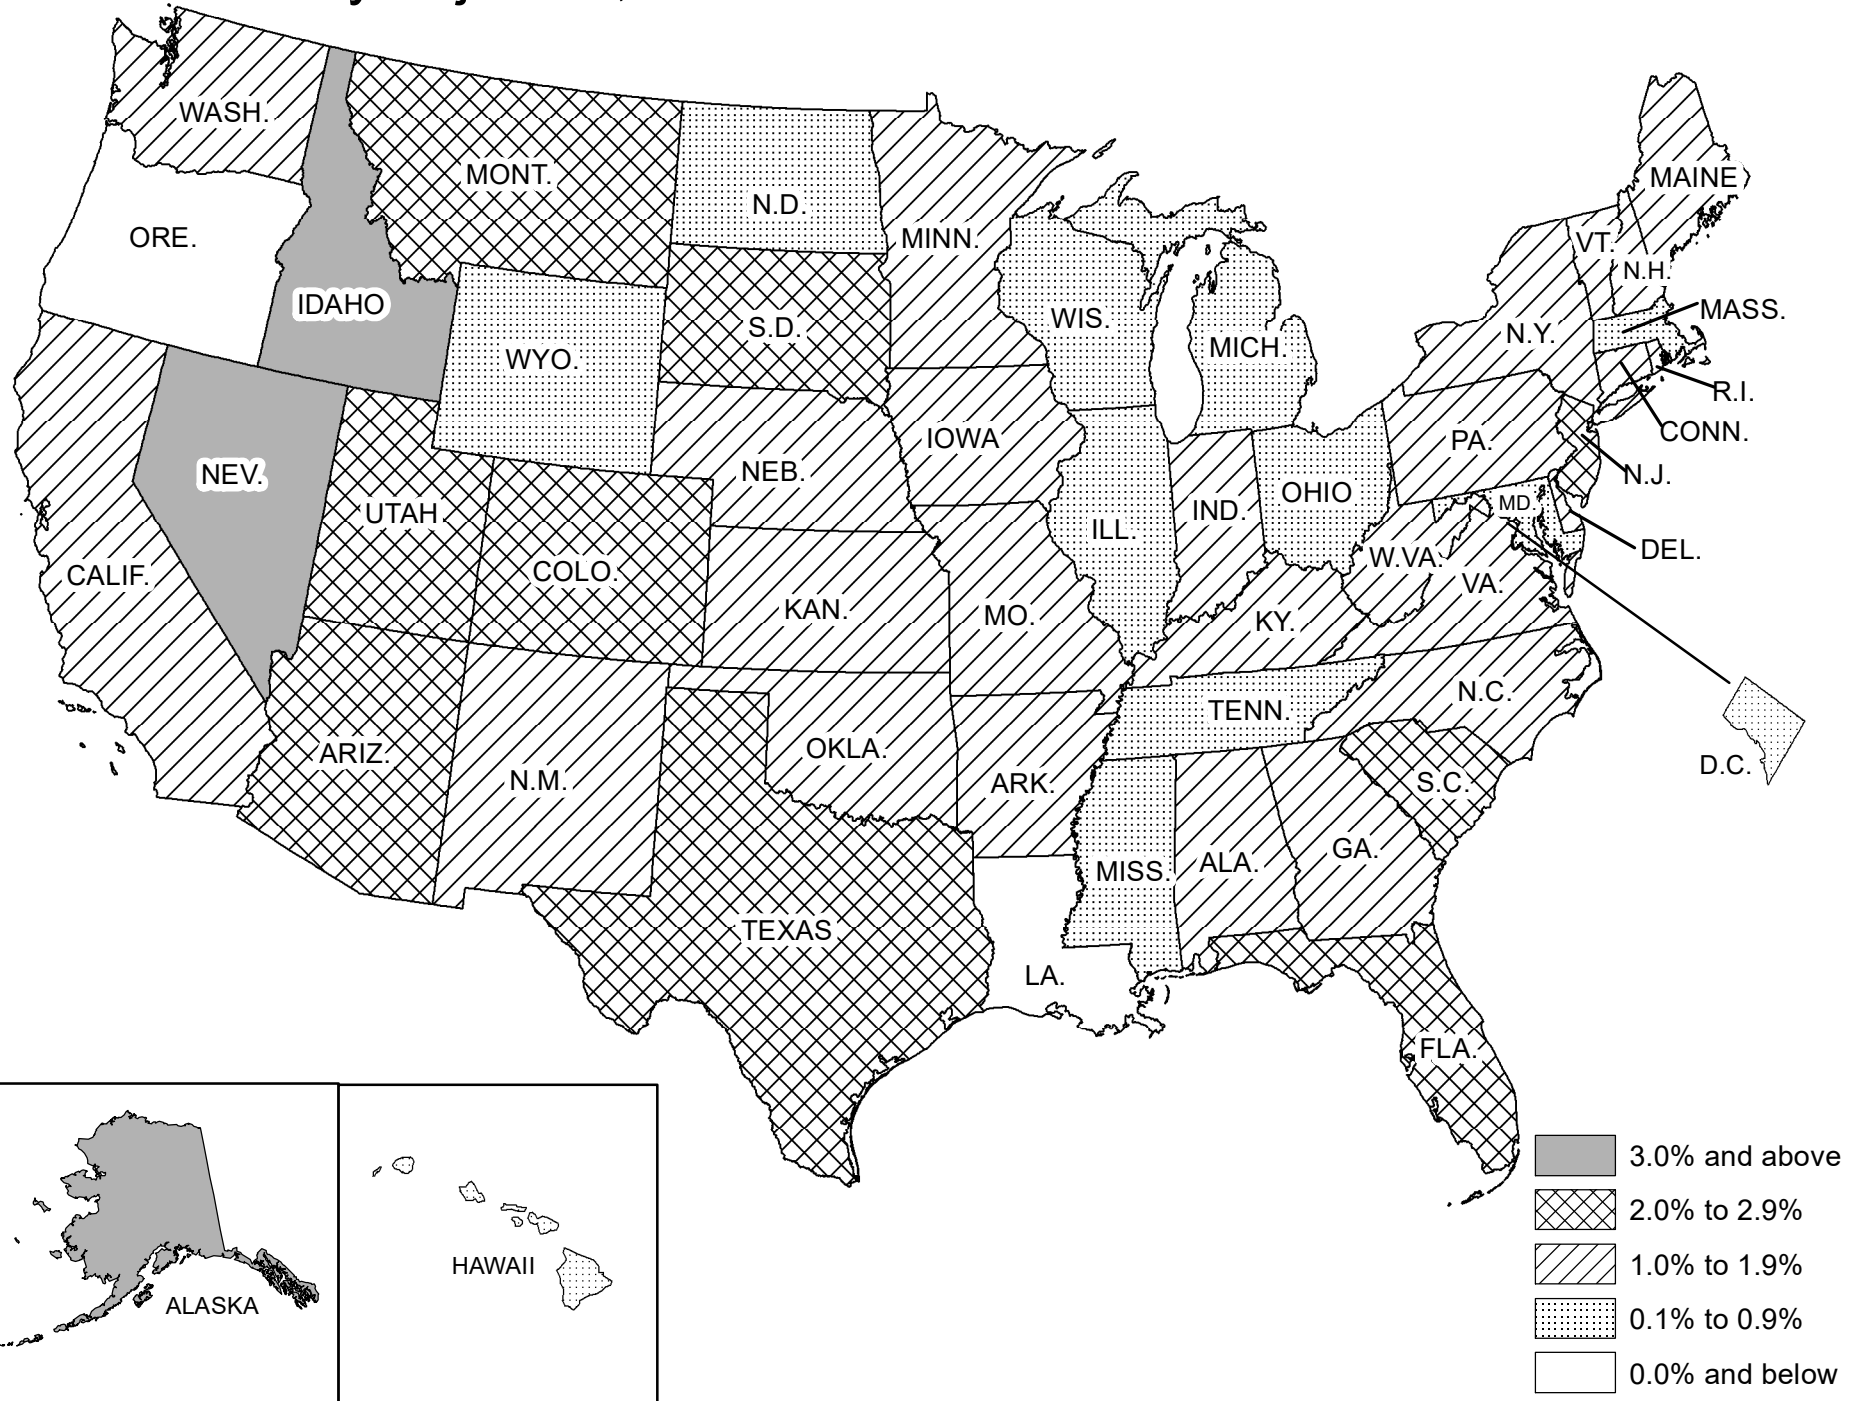 WASH.
MONT.
N.D.
MINN.
MAINE
ORE.
VT.
N.H.
IDAHO
S.D.
WIS.
MICH.
N.Y.
MASS.
WYO.
R.I.
CONN.
IOWA
PA.
NEV.
NEB.
N.J.
UTAH
ILL.
IND.
OHIO
MD.
DEL.
COLO.
CALIF.
KAN.
MO.
KY.
W.VA.
VA.
N.C.
TENN.
ARIZ.
N.M.
OKLA.
ARK.
S.C.
D.C.
MISS.
ALA.
GA.
TEXAS
LA.
FLA.
HAWAII
ALASKA
3.0% and above
2.0% to 2.9%
1.0% to 1.9%
0.1% to 0.9%
0.0% and below